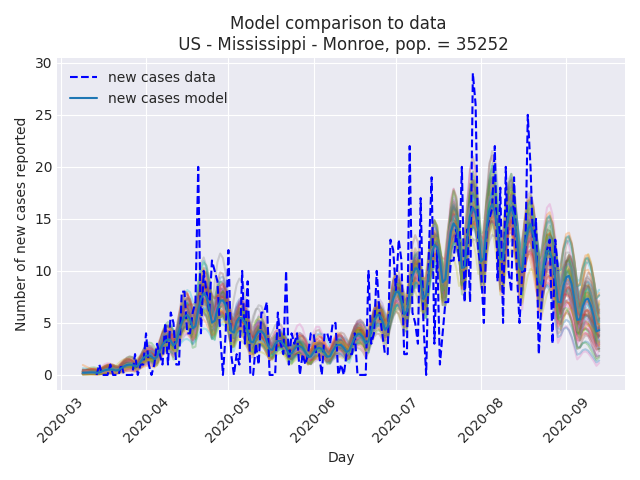 Model comparison to data
US - Mississippi - Monroe, pop. = 35252
new cases data
new cases model
Number of new cases reported
30
25
20
15
10
5
0
2020-03
2020-04
2020-05
2020-06
2020-07
2020-08
2020-09
Day